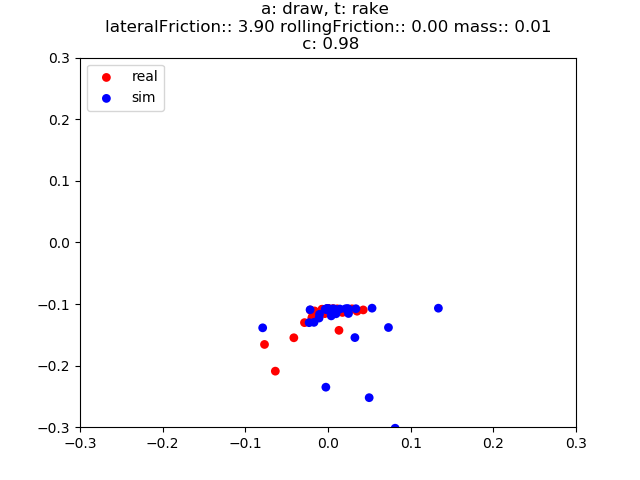 a: draw, t: rake
lateralFriction:: 3.90 rollingFriction:: 0.00 mass:: 0.01
c: 0.98
real
sim
0.3
0.2
0.1
0.0
−0.1
−0.2
−0.3
−0.3 −0.2 −0.1 0.0 0.1 0.2 0.3